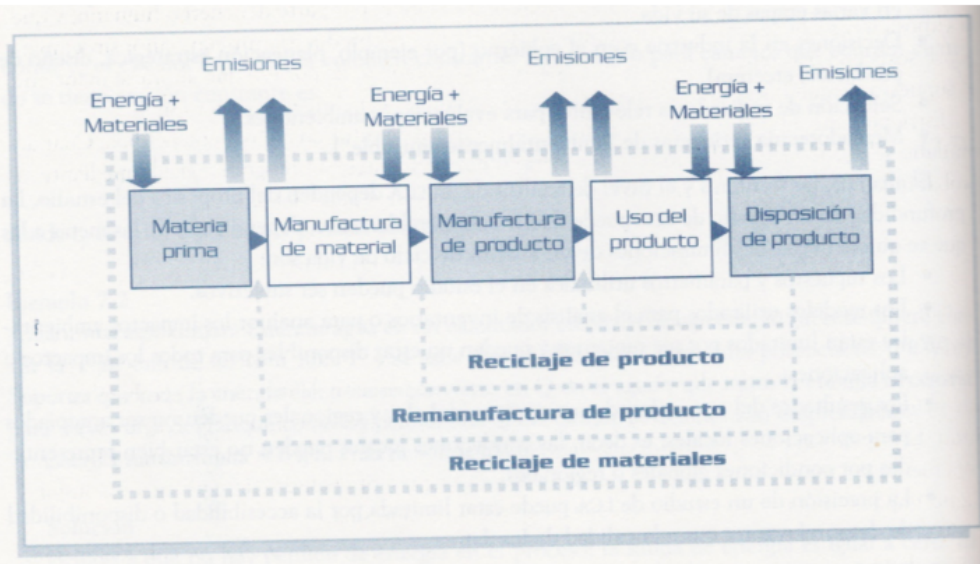 Emisiones
Emisiones
Emisiones
Energía +
Materiales
Energía +
Materiales
Energía +
Materiales
Materia
prima
Manufactura
de material
Manufactura
de producto
Uso del
producto
Disposición
de producto
Reciclaje de producto
Remanufactura de producto
Reciclaje de materiales